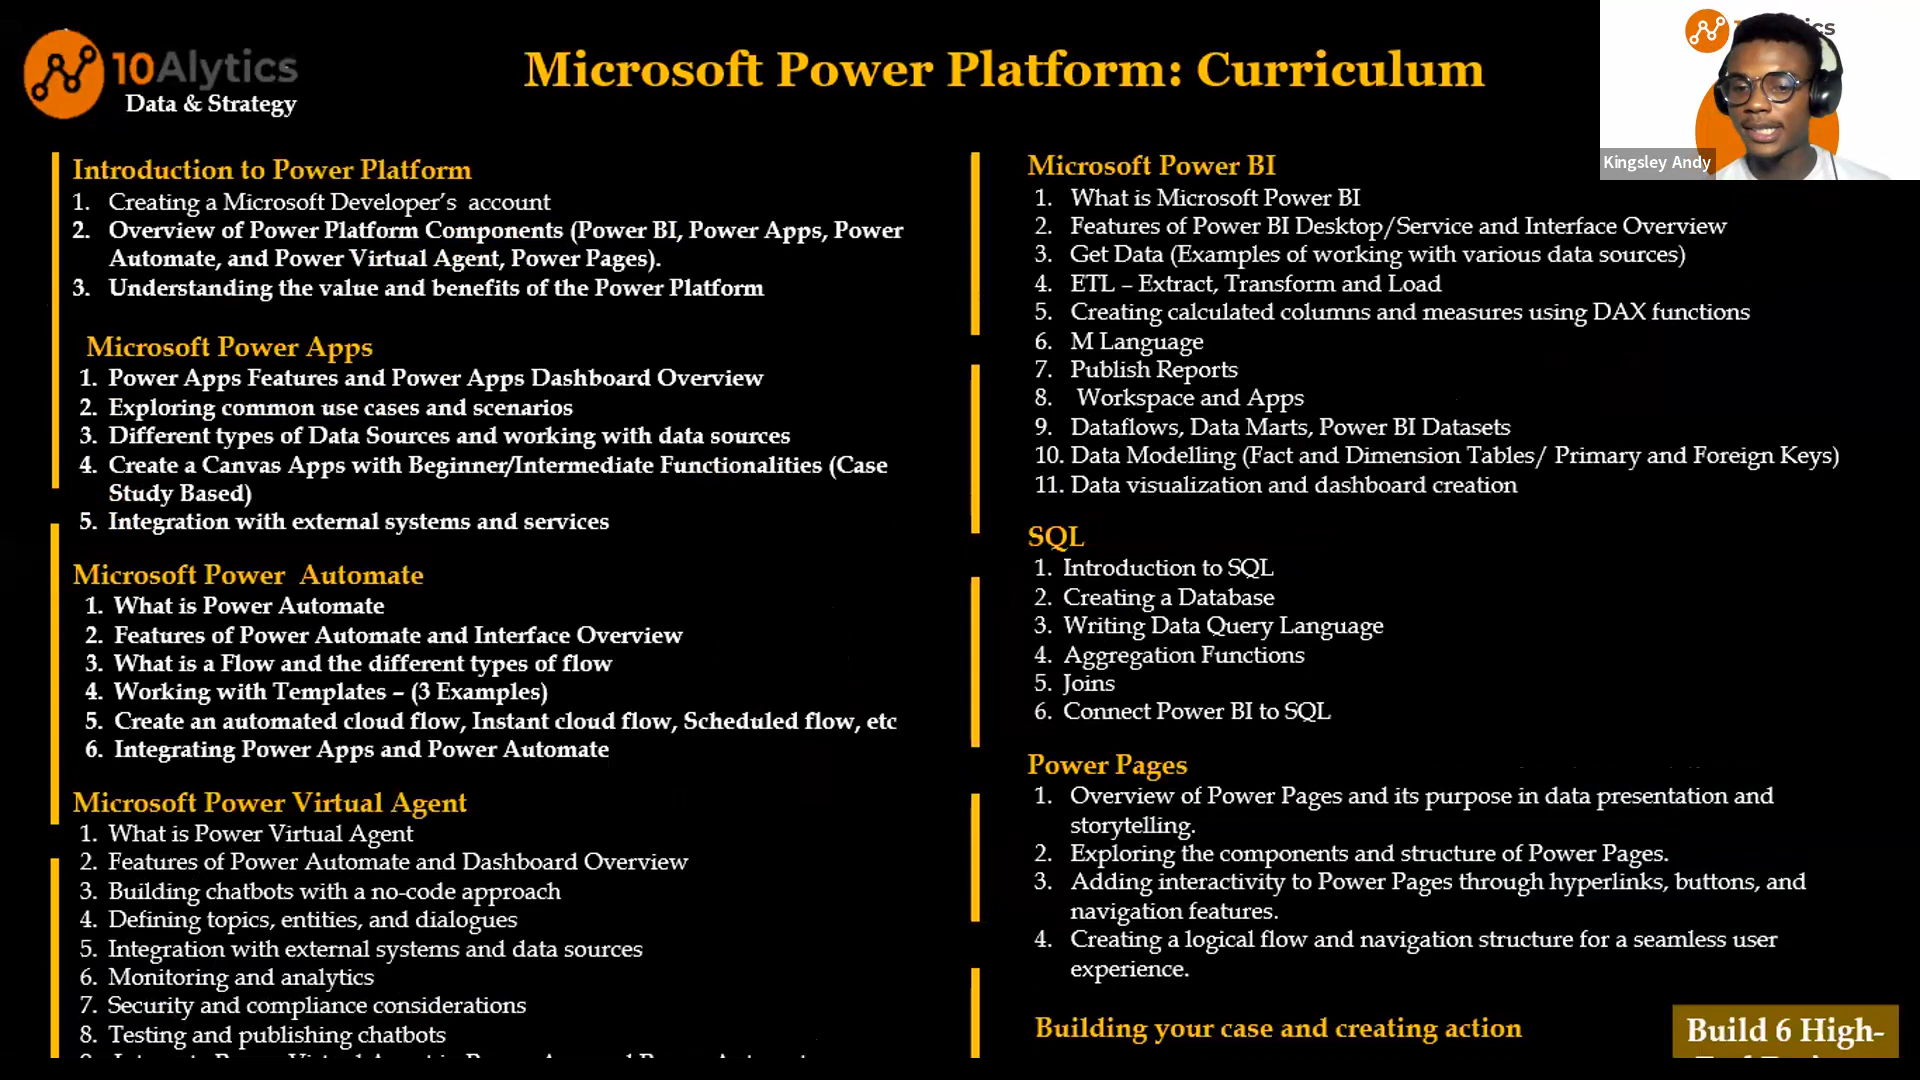 10Alytics
Data & Strategy
Microsoft Power Platform: Curriculum
Kingsley Andy
Introduction to Power Platform
1. Creating a Microsoft Developer's account
2. Overview of Power Platform Components (Power BI, Power Apps, Power
Automate, and Power Virtual Agent, Power Pages).
3. Understanding the value and benefits of the Power Platform
Microsoft Power Apps
1. Power Apps Features and Power Apps Dashboard Overview
2. Exploring common use cases and scenarios
3. Different types of Data Sources and working with data sources
4. Create a Canvas Apps with Beginner/Intermediate Functionalities (Case
Study Based)
5. Integration with external systems and services
Microsoft Power Automate
1. What is Power Automate
2. Features of Power Automate and Interface Overview
3. What is a Flow and the different types of flow
4. Working with Templates – (3 Examples)
5. Create an automated cloud flow, Instant cloud flow, Scheduled flow, etc
6. Integrating Power Apps and Power Automate
Microsoft Power Virtual Agent
1. What is Power Virtual Agent
2. Features of Power Automate and Dashboard Overview
3. Building chatbots with a no-code approach
4. Defining topics, entities, and dialogues
5. Integration with external systems and data sources
6. Monitoring and analytics
7. Security and compliance considerations
8. Testing and publishing chatbots
Microsoft Power BI
1. What is Microsoft Power BI
2. Features of Power BI Desktop/Service and Interface Overview
3. Get Data (Examples of working with various data sources)
4. ETL – Extract, Transform and Load
5. Creating calculated columns and measures using DAX functions
6. M Language
7. Publish Reports
8. Workspace and Apps
9. Dataflows, Data Marts, Power BI Datasets
10. Data Modelling (Fact and Dimension Tables/ Primary and Foreign Keys)
11. Data visualization and dashboard creation
SQL
1. Introduction to SQL
2. Creating a Database
3. Writing Data Query Language
4. Aggregation Functions
5. Joins
6. Connect Power BI to SQL
Power Pages
1. Overview of Power Pages and its purpose in data presentation and
storytelling.
2. Exploring the components and structure of Power Pages.
3. Adding interactivity to Power Pages through hyperlinks, buttons, and
navigation features.
4. Creating a logical flow and navigation structure for a seamless user
experience.
Building your case and creating action
Build 6 High-